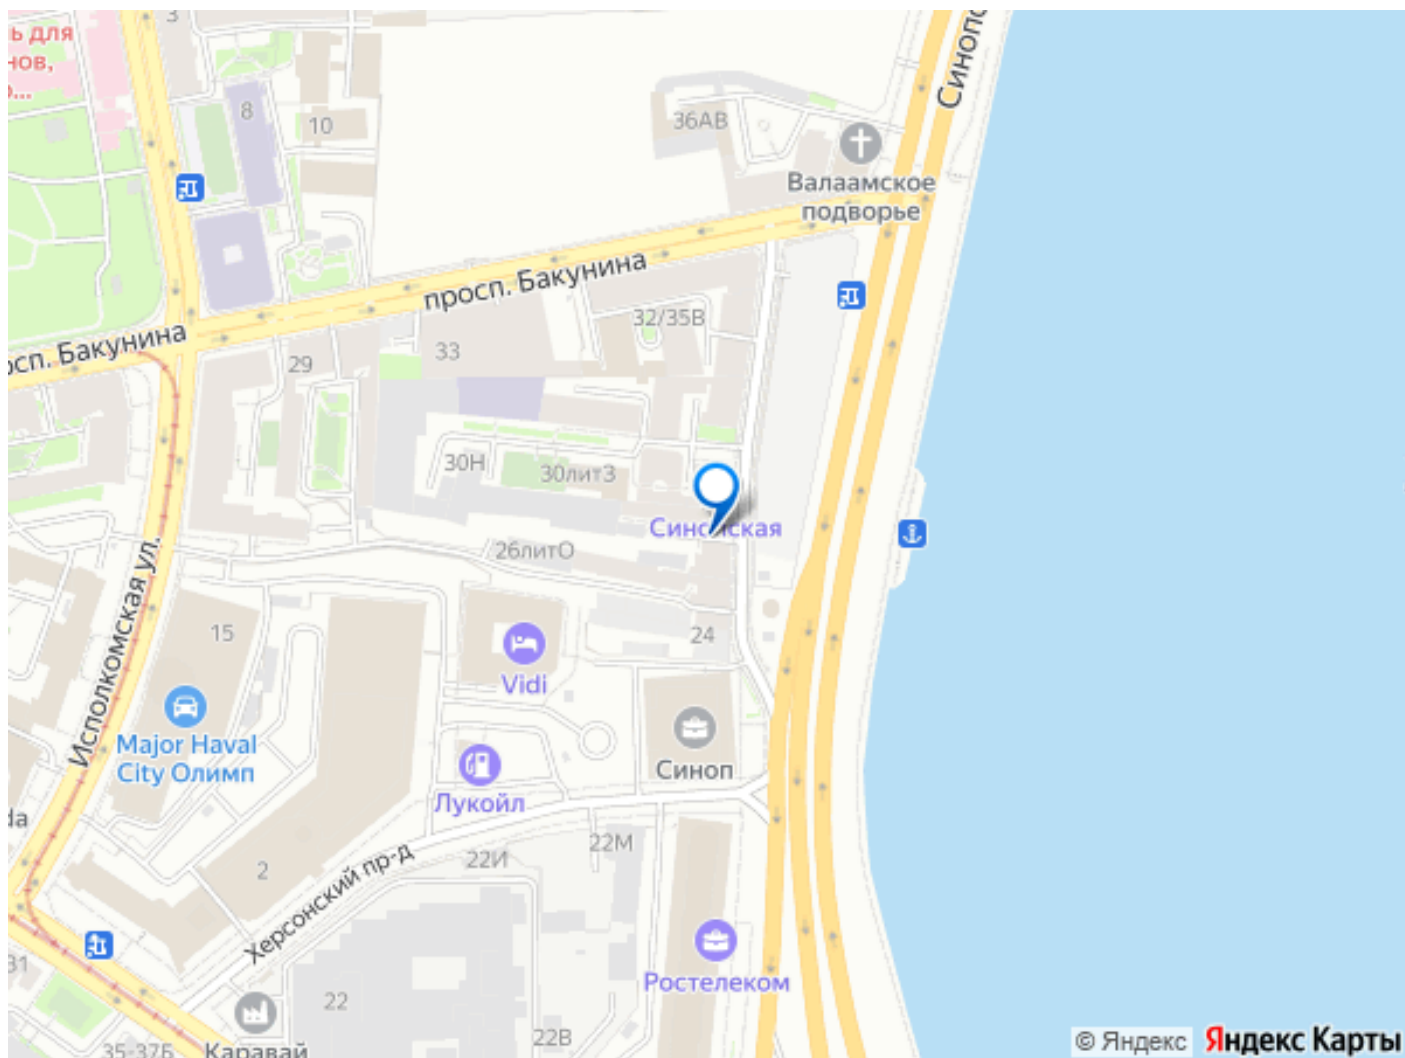 3
ь для
нов,
о...
8
10
36АВ
Синоп
Валаамское
подворье
просп. Бакунина
осп. Бакунина
32/35В
33
29
30Н
30литЗ
26литО
Исполкомская ул.
15
24
Vidi
Major Haval
City Олимп
Синоп
Лукойл
da
22М
22И
2
Херсонский пр-д
Ростелеком
31
22
22В
35-37Б
Каравай
© Яндекс Яндекс Карты